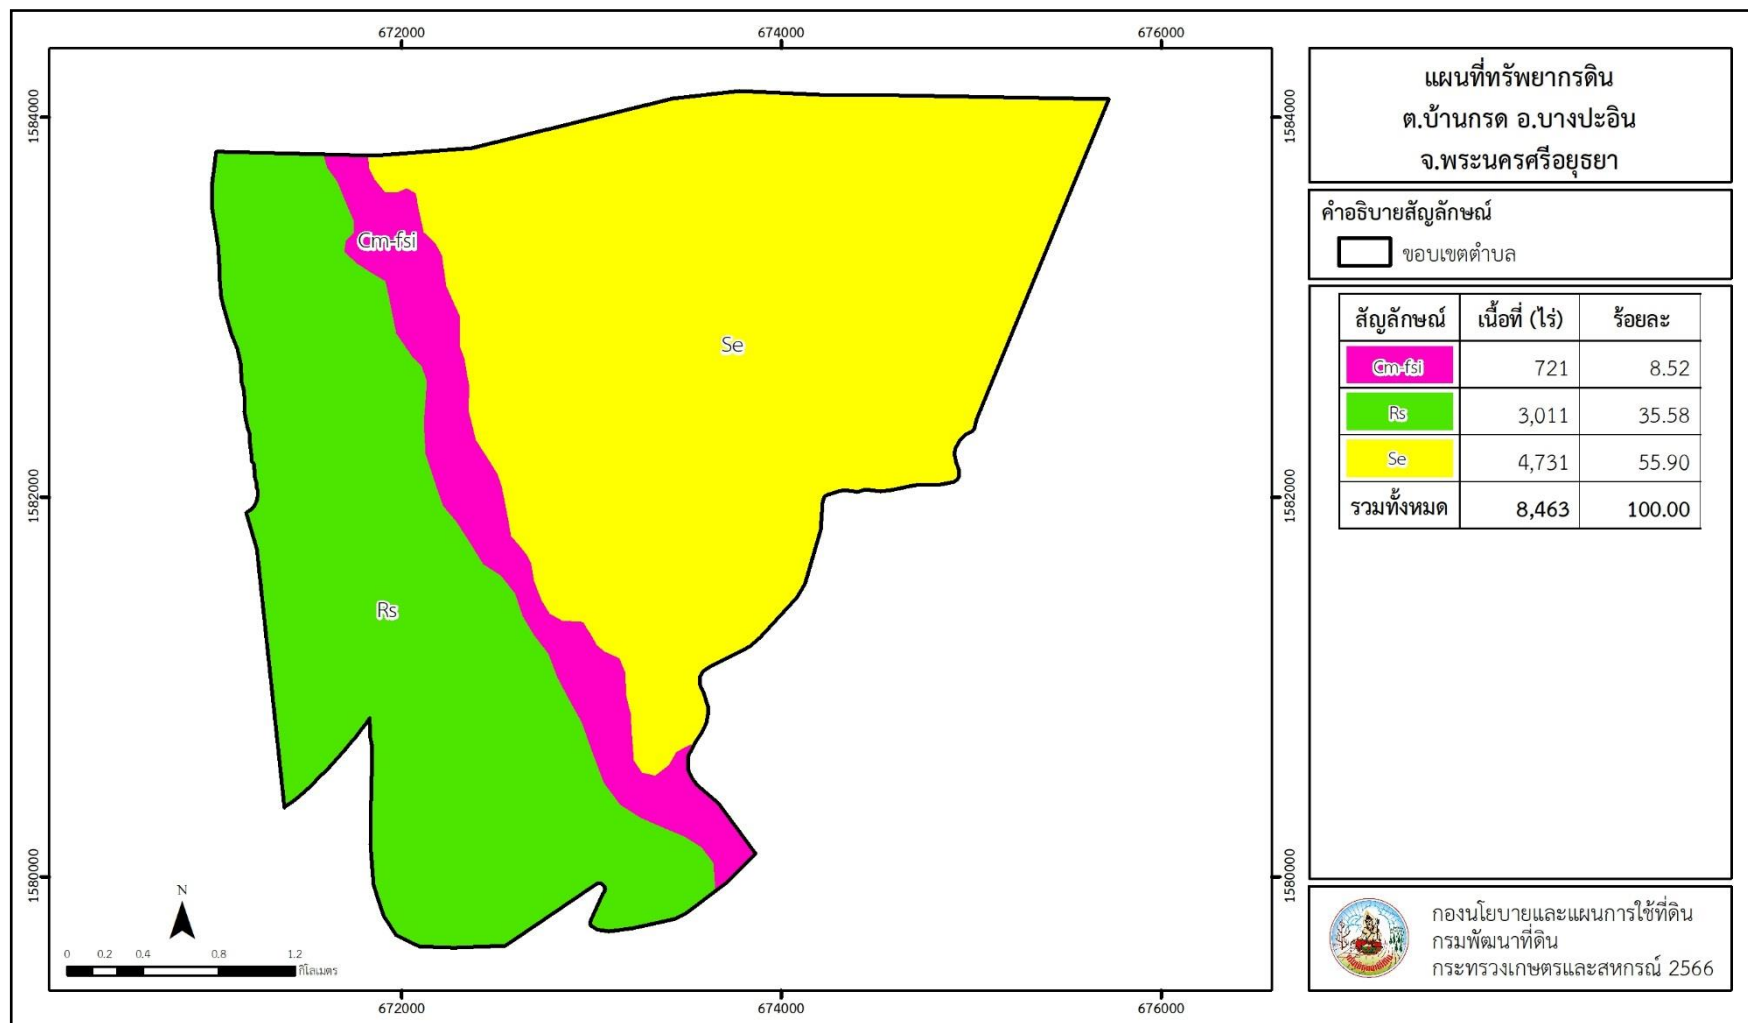 672000
674000
676000
1584000
1584000
1582000
1582000
1580000
1580000
Cm-fsi
Se
Rs
N
0 0.2 0.4 0.8 1.2
กิโลเมตร
672000
674000
676000
แผนที่ทรัพยากรดิน
ต.บ้านกรด อ.บางปะอิน
จ.พระนครศรีอยุธยา
คำอธิบายสัญลักษณ์
ขอบเขตตำบล
สัญลักษณ์ เนื้อที่ (ไร่) ร้อยละ
Cm-fsi 721 8.52
Rs 3,011 35.58
Se 4,731 55.90
รวมทั้งหมด 8,463 100.00
กองนโยบายและแผนการใช้ที่ดิน
กรมพัฒนาที่ดิน
กระทรวงเกษตรและสหกรณ์ 2566